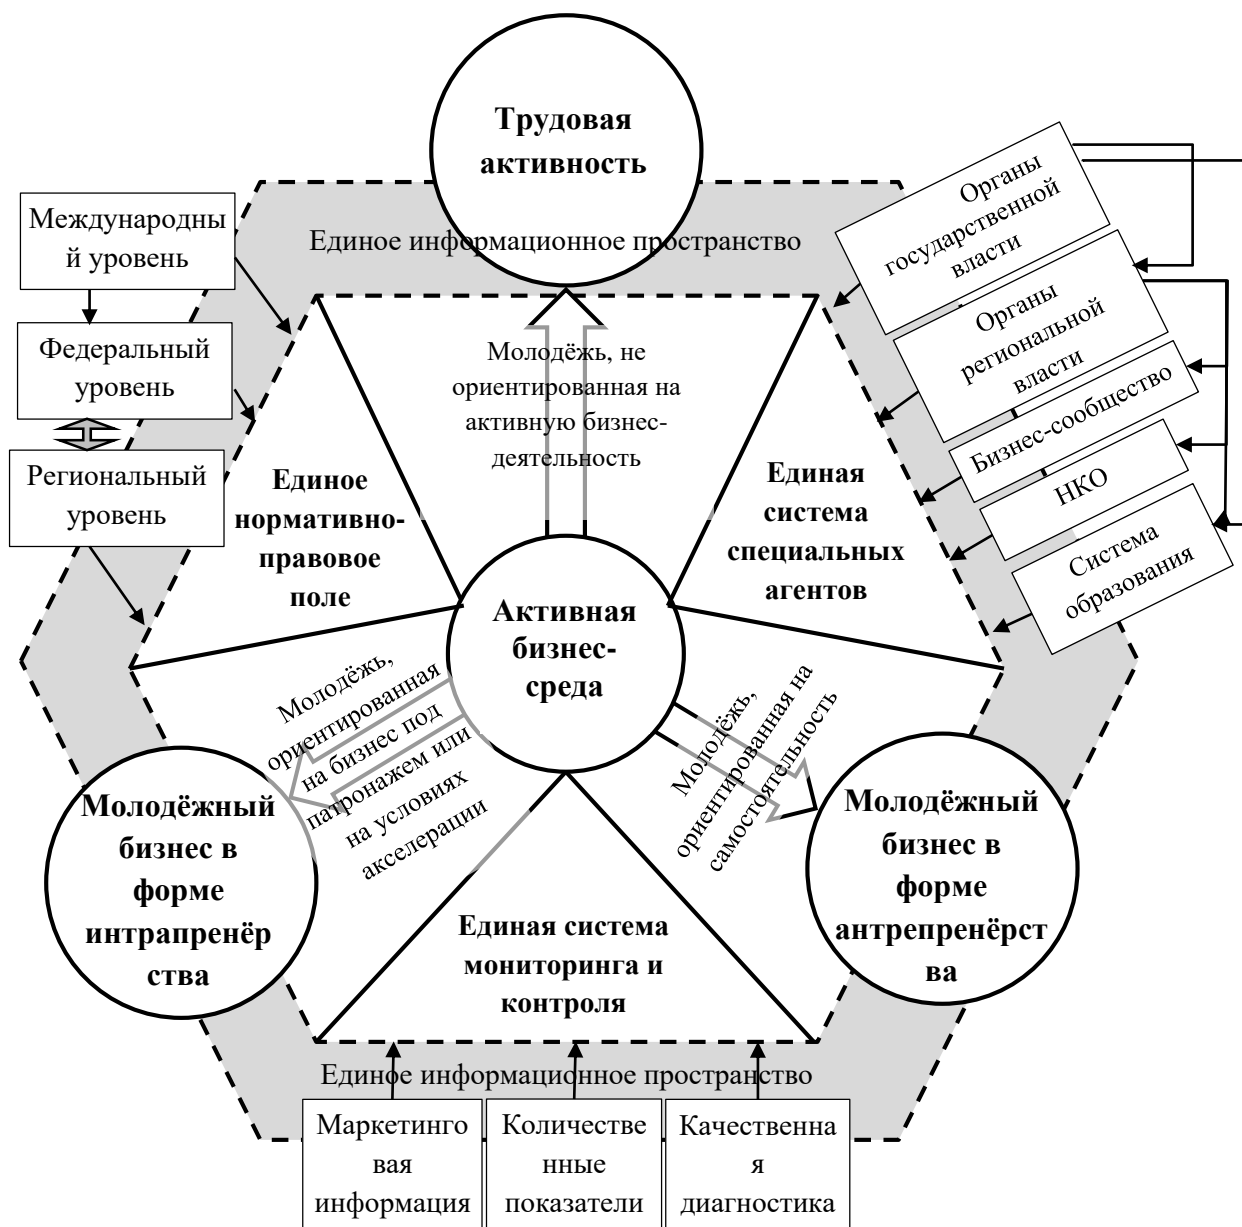 Трудовая
активность
Единое информационное пространство
Международны
й уровень
Федеральный
уровень
Региональный
уровень
Органы
государственной
власти
Органы
региональной
власти
Бизнес-сообщество
НКО
Система
образования
Молодёжь, не
ориентированная на
активную бизнес-
деятельность
Единое
нормативно-
правовое
поле
Единая
система
специальных
агентов
Активная
бизнес-
среда
Молодёжь,
ориентированная
на бизнес под
патронажем или
на условиях
акселерации
Молодёжь,
ориентированная на
самостоятельность
Молодёжный
бизнес в
форме
интрапренёр
ства
Молодёжный
бизнес в
форме
антрепренёрст
ва
Единая система
мониторинга и
контроля
Единое информационное пространство
Маркетинго
вая
информация
Количестве
нные
показатели
Качественна
я
диагностика